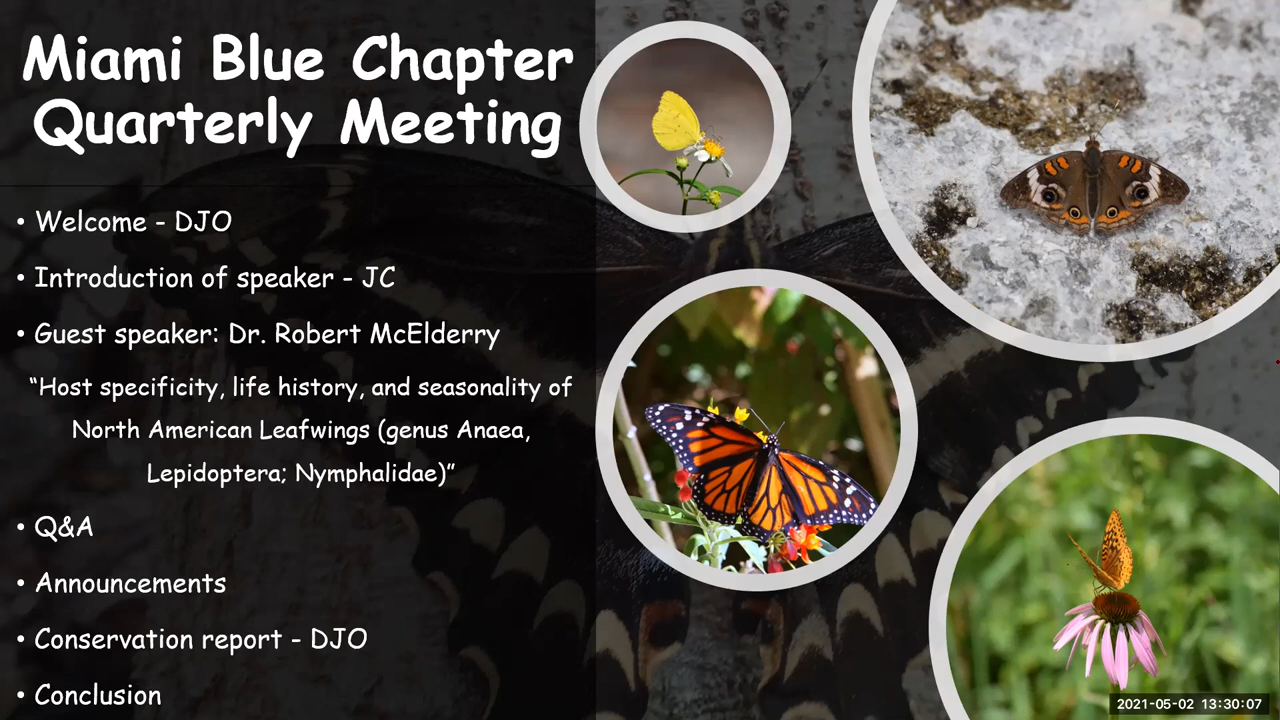 Miami Blue Chapter
Quarterly Meeting
• Welcome - DJO
• Introduction of speaker - JC
• Guest speaker: Dr. Robert McElderry
“Host specificity, life history, and seasonality of
North American Leafwings (genus Anaea,
Lepidoptera; Nymphalidae)”
• Q&A
• Announcements
• Conservation report - DJO
• Conclusion
2021-05-02 13:30:07